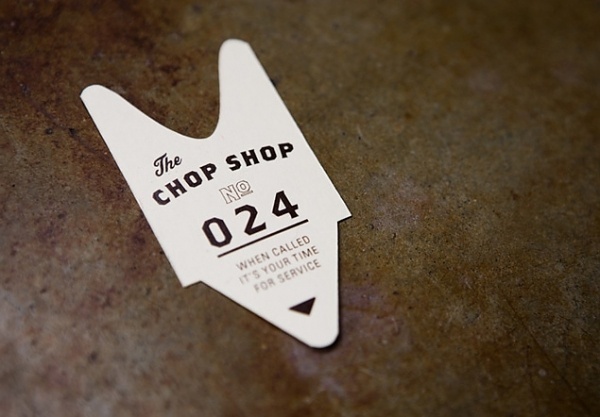 The
CHOP SHOP
No
024
WHEN CALLED
IT'S YOUR TIME
FOR SERVICE